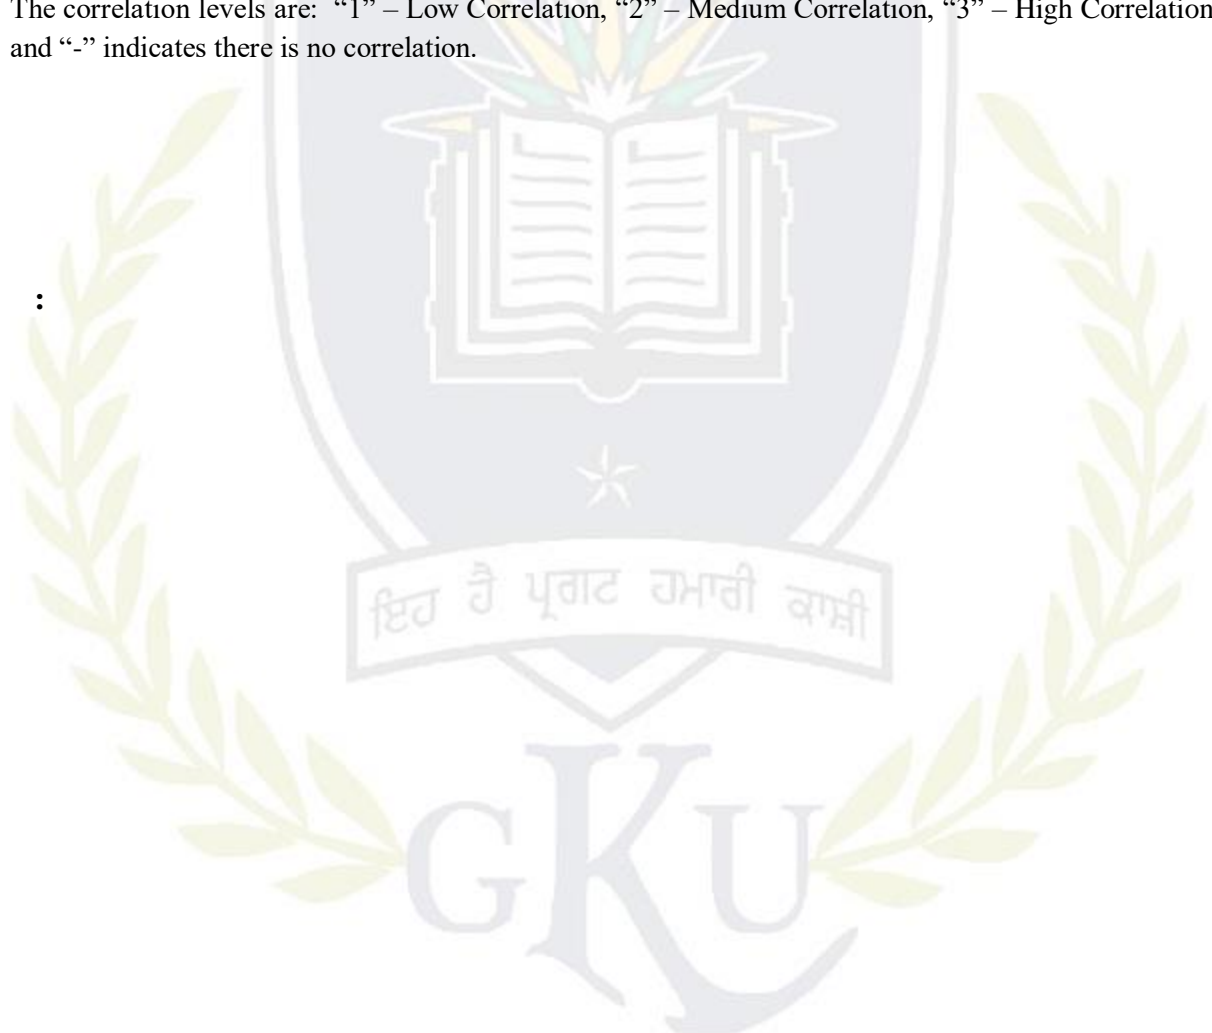 The correlation levels are: “1” – Low Correlation, “2” – Medium Correlation, “3” – High Correlation
and “-” indicates there is no correlation.
:
ਇਹ ਹੈ ਪ੍ਰਗਟ ਹਮਾਰੀ ਕਾਸ਼ੀ
GKU